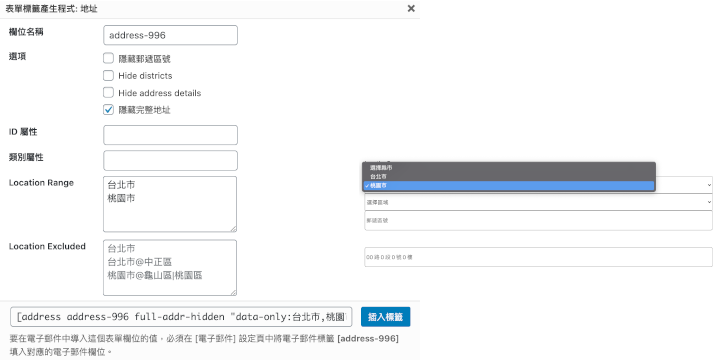 表單標籤產生程式: 地址
欄位名稱
address-996
選項
隱藏郵遞區號
Hide districts
Hide address details
隱藏完整地址
ID 屬性
類別屬性
Location Range
台北市
桃園市
Location Excluded
台北市
台北市@中正區
桃園市@龜山區|桃園區
[address address-996 full-addr-hidden "data-only:台北市,桃園
插入標籤
要在電子郵件中導入這個表單欄位的值，必須在 [電子郵件] 設定頁中將電子郵件標籤 [address-996]
填入對應的電子郵件欄位。
選擇縣市
台北市
✓桃園市
選擇區域
郵遞區號
OO 路 O 段 O 號 O 樓